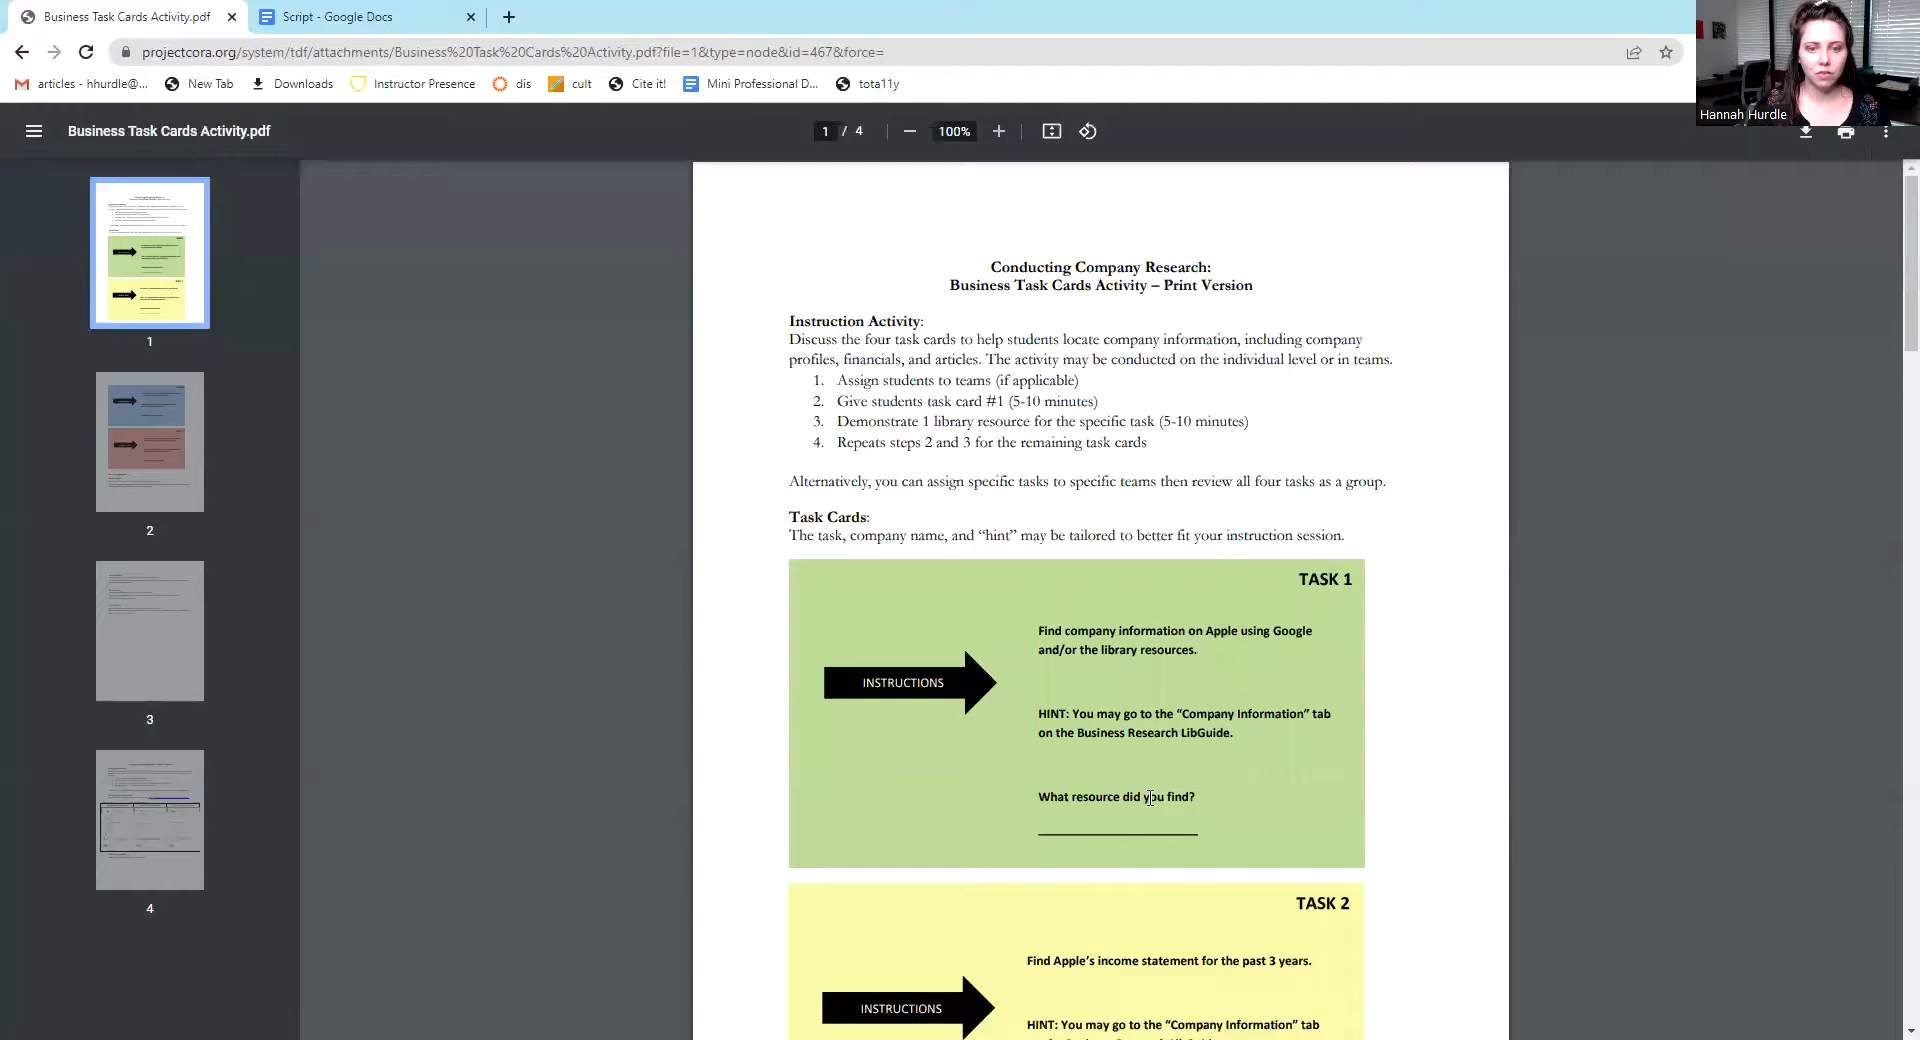 Business Task Cards Activity.pdf
Script - Google Docs
projectcora.org/system/tdf/attachments/Business%20Task%20Cards%20Activity.pdf?file=1&type=node&id=467&force=
articles - hhurdle@...
New Tab
Downloads
Instructor Presence
dis
cult
Cite it!
Mini Professional D...
tota11y
Hannah Hurdle
Business Task Cards Activity.pdf
1 / 4
100%
1
2
3
4
Conducting Company Research:
Business Task Cards Activity – Print Version
Instruction Activity:
Discuss the four task cards to help students locate company information, including company
profiles, financials, and articles. The activity may be conducted on the individual level or in teams.
1. Assign students to teams (if applicable)
2. Give students task card #1 (5-10 minutes)
3. Demonstrate 1 library resource for the specific task (5-10 minutes)
4. Repeats steps 2 and 3 for the remaining task cards
Alternatively, you can assign specific tasks to specific teams then review all four tasks as a group.
Task Cards:
The task, company name, and “hint” may be tailored to better fit your instruction session.
TASK 1
INSTRUCTIONS
Find company information on Apple using Google
and/or the library resources.
HINT: You may go to the “Company Information” tab
on the Business Research LibGuide.
What resource did you find?
TASK 2
INSTRUCTIONS
Find Apple’s income statement for the past 3 years.
HINT: You may go to the “Company Information” tab